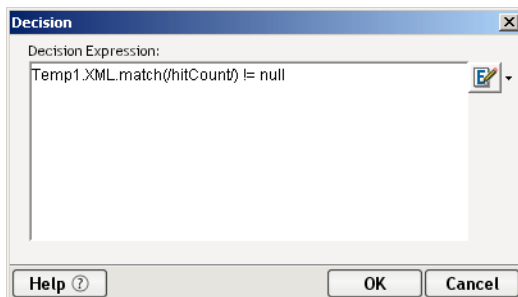 Decision
Decision Expression:
Temp1.XML.match(/hitCount/) != null
Help ?
OK
Cancel